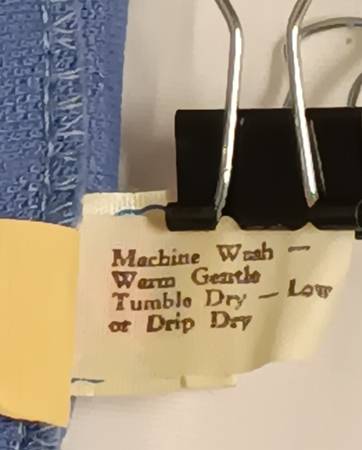 Machine Wash —
Warm Gentle
Tumble Dry — Low
or Drip Dry